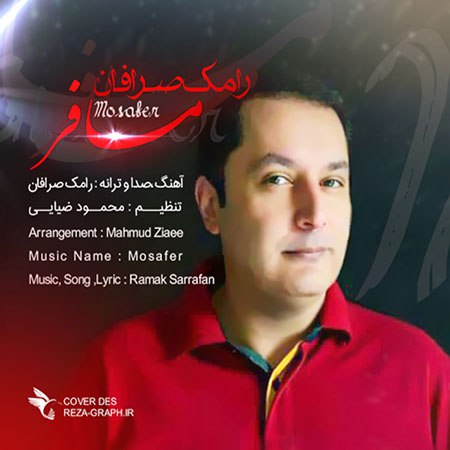 رامک صرافان
مسافر
Mosafer
آهنگ ،صدا و ترانه : رامک صرافان
تنظیم : محمود ضیایی
Arrangement : Mahmud Ziaee
Music Name : Mosafer
Music, Song ,Lyric : Ramak Sarrafan
COVER DES
REZA-GRAPH.IR